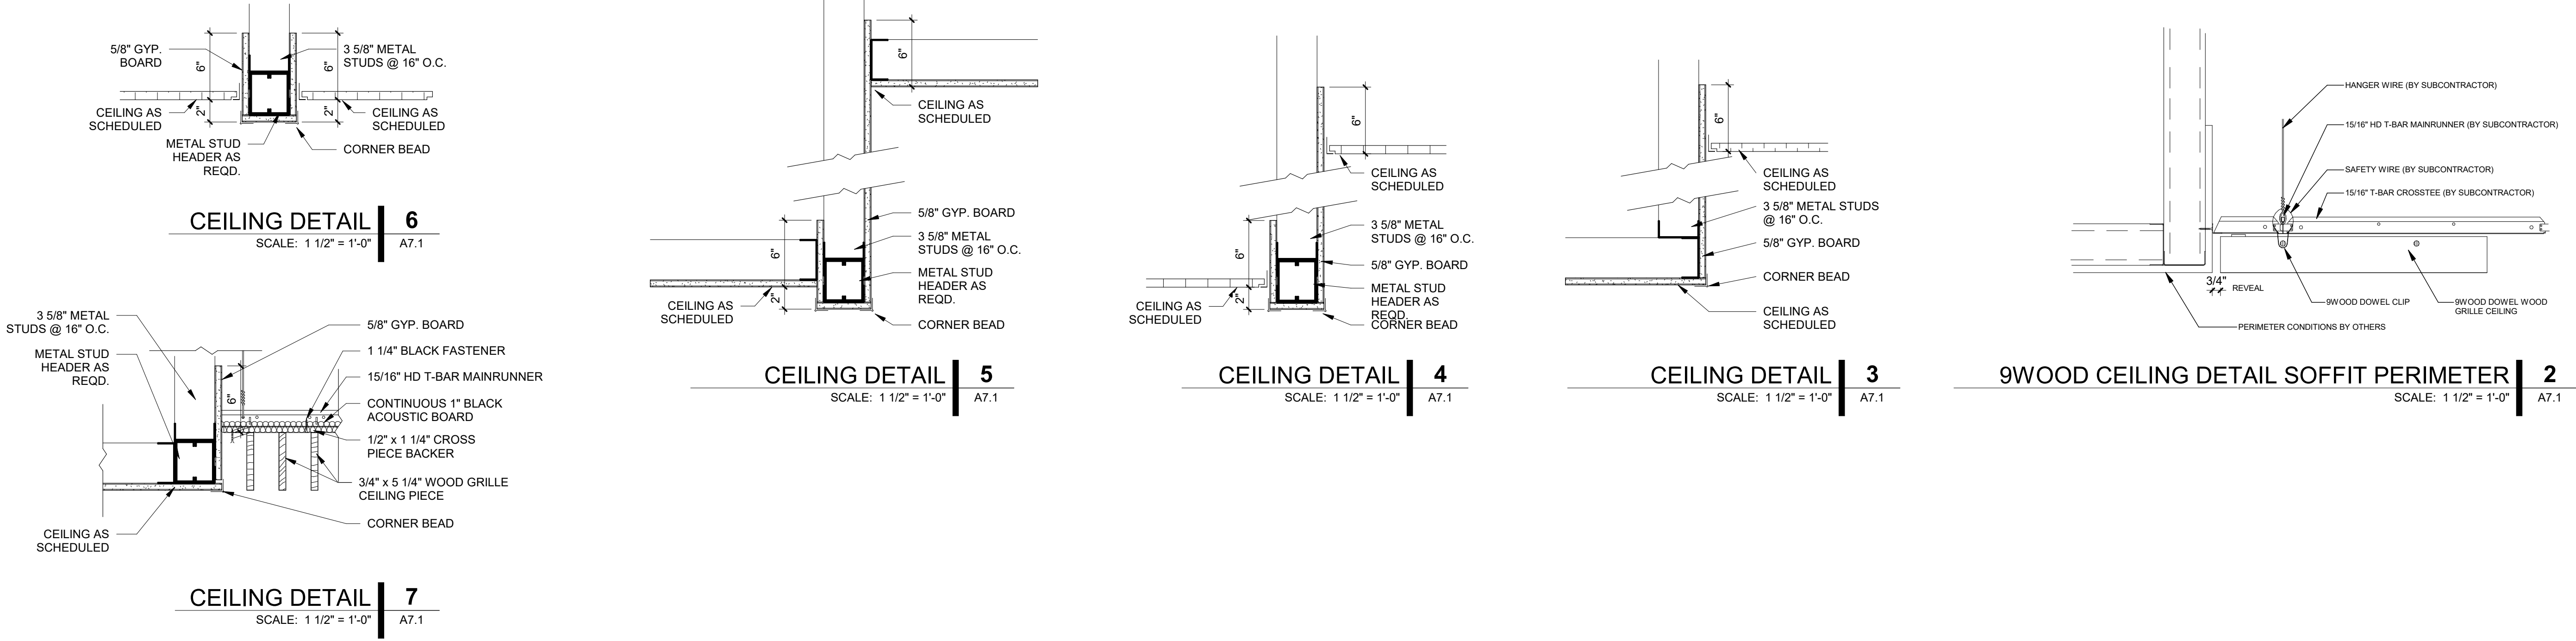 5/8" GYP.
BOARD
3 5/8" METAL
STUDS @ 16" O.C.
6"
6"
2"
2"
CEILING AS
SCHEDULED
CEILING AS
SCHEDULED
METAL STUD
HEADER AS
REQD.
CORNER BEAD
CEILING DETAIL
6
SCALE: 1 1/2" = 1'-0"
A7.1
3 5/8" METAL
STUDS @ 16" O.C.
METAL STUD
HEADER AS
REQD.
6"
5/8" GYP. BOARD
1 1/4" BLACK FASTENER
15/16" HD T-BAR MAINRUNNER
CONTINUOUS 1" BLACK
ACOUSTIC BOARD
1/2" x 1 1/4" CROSS
PIECE BACKER
3/4" x 5 1/4" WOOD GRILLE
CEILING PIECE
CORNER BEAD
CEILING AS
SCHEDULED
CEILING DETAIL
7
SCALE: 1 1/2" = 1'-0"
A7.1
6"
CEILING AS
SCHEDULED
5/8" GYP. BOARD
3 5/8" METAL
STUDS @ 16" O.C.
METAL STUD
HEADER AS
REQD.
CORNER BEAD
6"
2"
CEILING AS
SCHEDULED
CEILING DETAIL
5
SCALE: 1 1/2" = 1'-0"
A7.1
6"
CEILING AS
SCHEDULED
3 5/8" METAL
STUDS @ 16" O.C.
5/8" GYP. BOARD
METAL STUD
HEADER AS
REQD.
CORNER BEAD
6"
2"
CEILING AS
SCHEDULED
CEILING DETAIL
4
SCALE: 1 1/2" = 1'-0"
A7.1
6"
CEILING AS
SCHEDULED
3 5/8" METAL STUDS
@ 16" O.C.
5/8" GYP. BOARD
CORNER BEAD
CEILING AS
SCHEDULED
CEILING DETAIL
3
SCALE: 1 1/2" = 1'-0"
A7.1
HANGER WIRE (BY SUBCONTRACTOR)
15/16" HD T-BAR MAINRUNNER (BY SUBCONTRACTOR)
SAFETY WIRE (BY SUBCONTRACTOR)
15/16" T-BAR CROSSTEE (BY SUBCONTRACTOR)
3/4"
REVEAL
9WOOD DOWEL CLIP
9WOOD DOWEL WOOD
GRILLE CEILING
PERIMETER CONDITIONS BY OTHERS
9WOOD CEILING DETAIL SOFFIT PERIMETER
2
SCALE: 1 1/2" = 1'-0"
A7.1